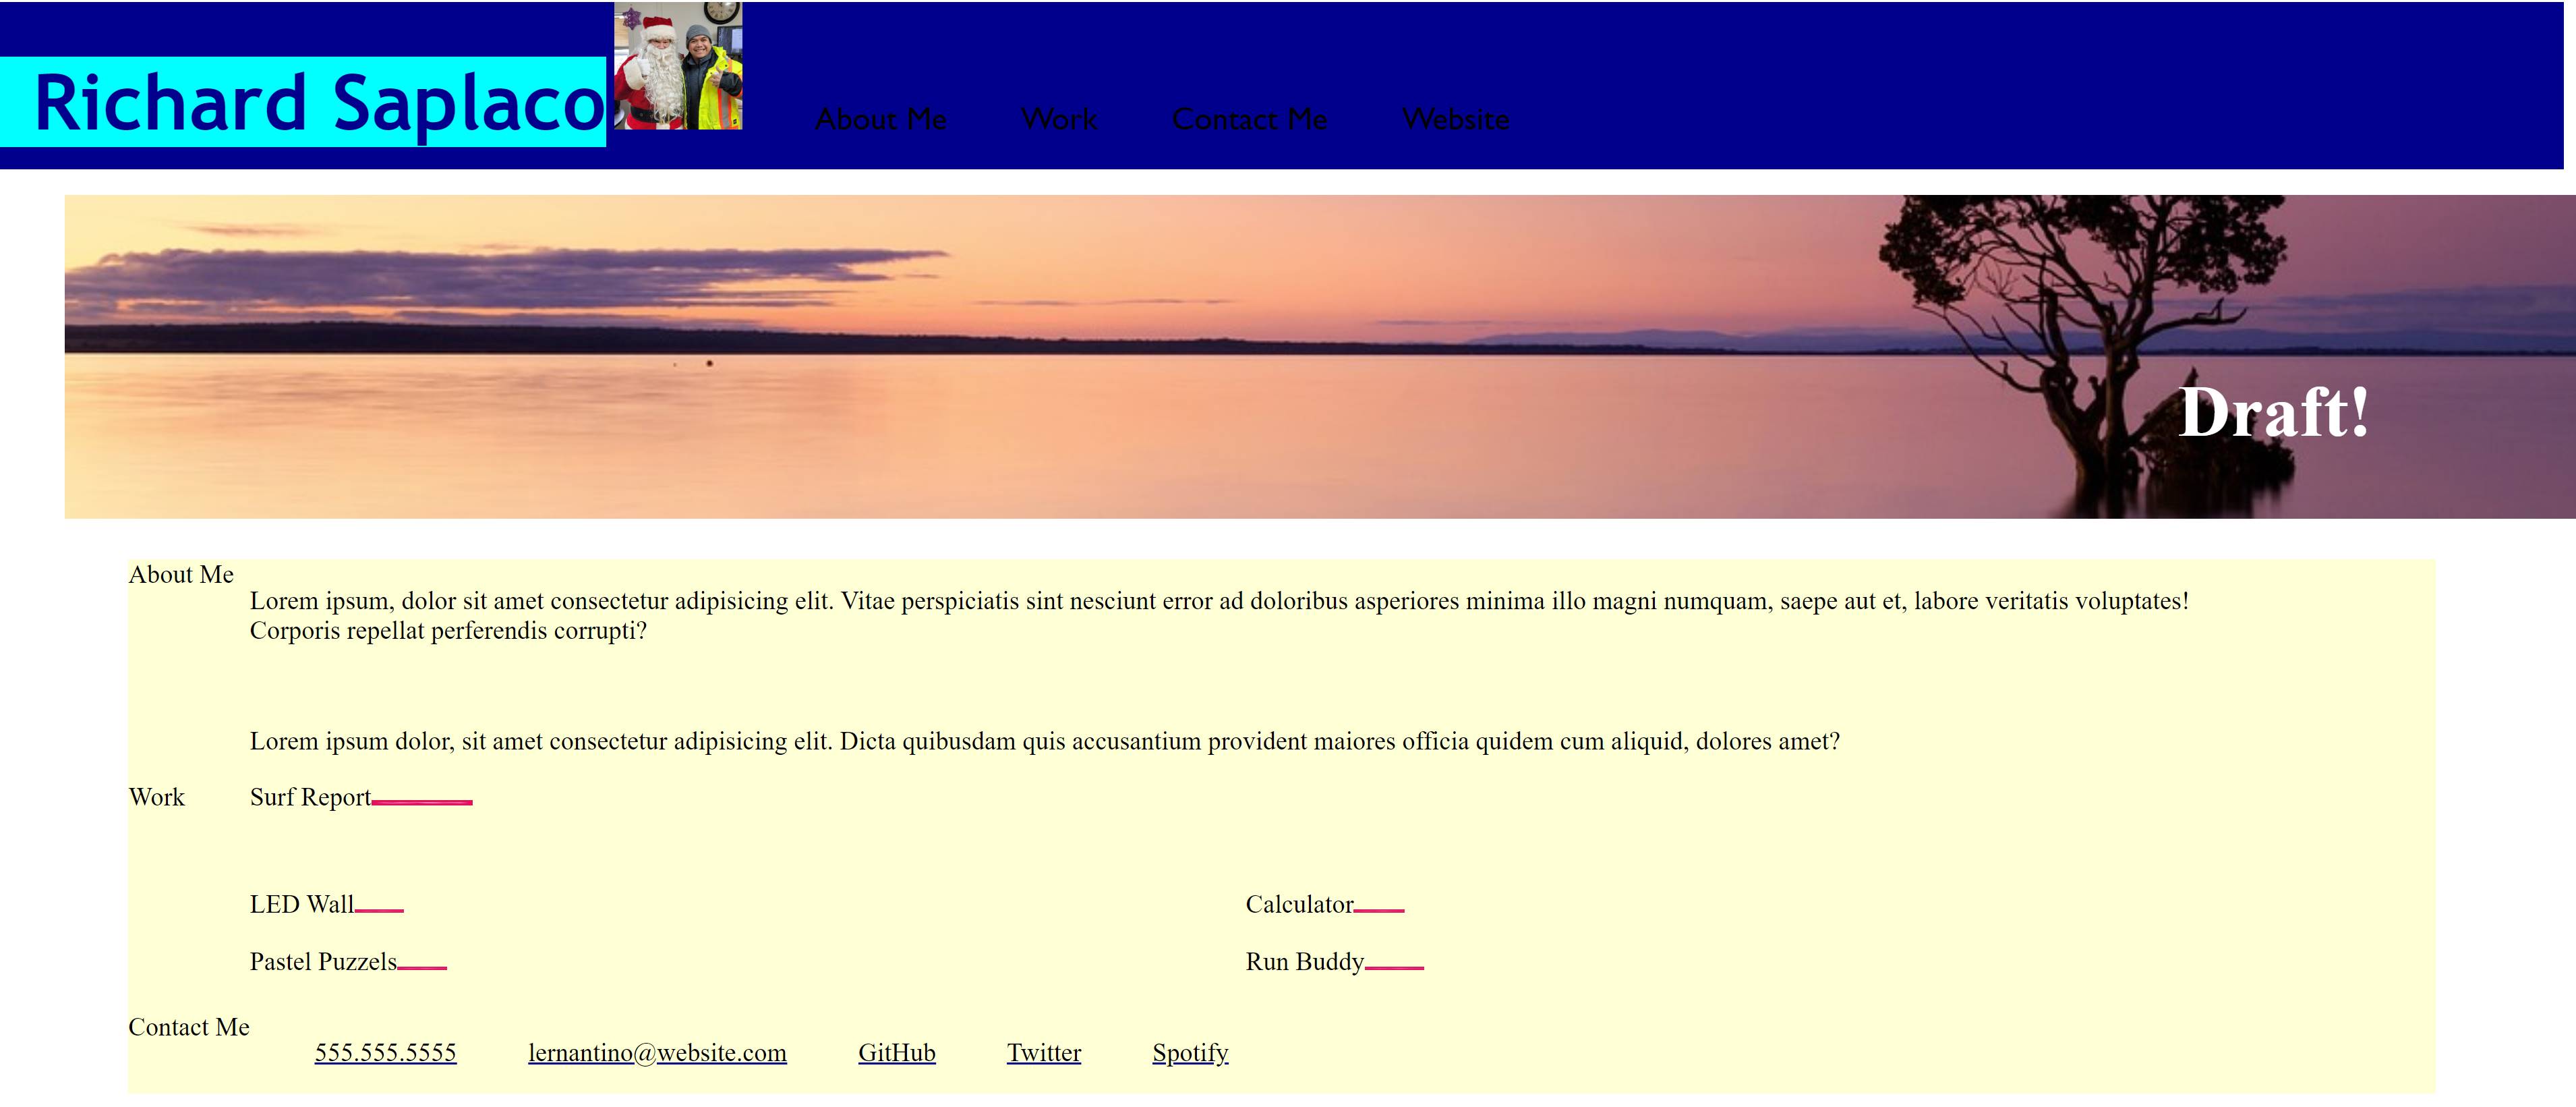 Richard Saplaco
About Me Work Contact Me Website
Draft!
About Me
Lorem ipsum, dolor sit amet consectetur adipisicing elit. Vitae perspiciatis sint nesciunt error ad doloribus asperiores minima illo magni numquam, saepe aut et, labore veritatis voluptates!
Corporis repellat perferendis corrupti?
Lorem ipsum dolor, sit amet consectetur adipisicing elit. Dicta quibusdam quis accusantium provident maiores officia quidem cum aliquid, dolores amet?
Work Surf Report
LED Wall Calculator
Pastel Puzzels Run Buddy
Contact Me
555.555.5555 lernantino@website.com GitHub Twitter Spotify